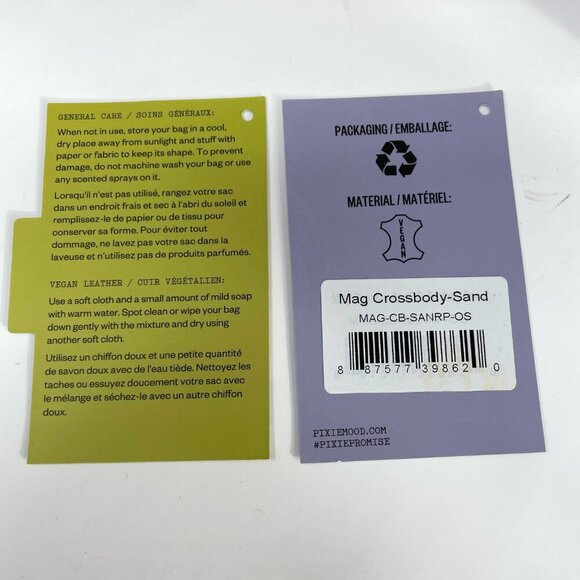 GENERAL CARE / SOINS GÉNÉRAUX:
When not in use, store your bag in a cool,
dry place away from sunlight and stuff with
paper or fabric to keep its shape. To prevent
damage, do not machine wash your bag or use
any scented sprays on it.
Lorsqu'il n'est pas utilisé, rangez votre sac
dans un endroit frais et sec à l'abri du soleil et
remplissez-le de papier ou de tissu pour
conserver sa forme. Pour éviter tout
dommage, ne lavez pas votre sac dans la
laveuse et n'utilisez pas de produits parfumés.
VEGAN LEATHER / CUIR VÉGÉTALIEN:
Use a soft cloth and a small amount of mild soap
with warm water. Spot clean or wipe your bag
down gently with the mixture and dry using
another soft cloth.
Utilisez un chiffon doux et une petite quantité
de savon doux avec de l'eau tiède. Nettoyez les
taches ou essuyez doucement votre sac avec
le mélange et séchez-le avec un autre chiffon
doux.
PACKAGING / EMBALLAGE:
MATERIAL / MATÉRIEL:
VEGAN
Mag Crossbody-Sand
MAG-CB-SANRP-OS
8 87577 39862 0
PIXIEMOOD.COM
#PIXIEPROMISE